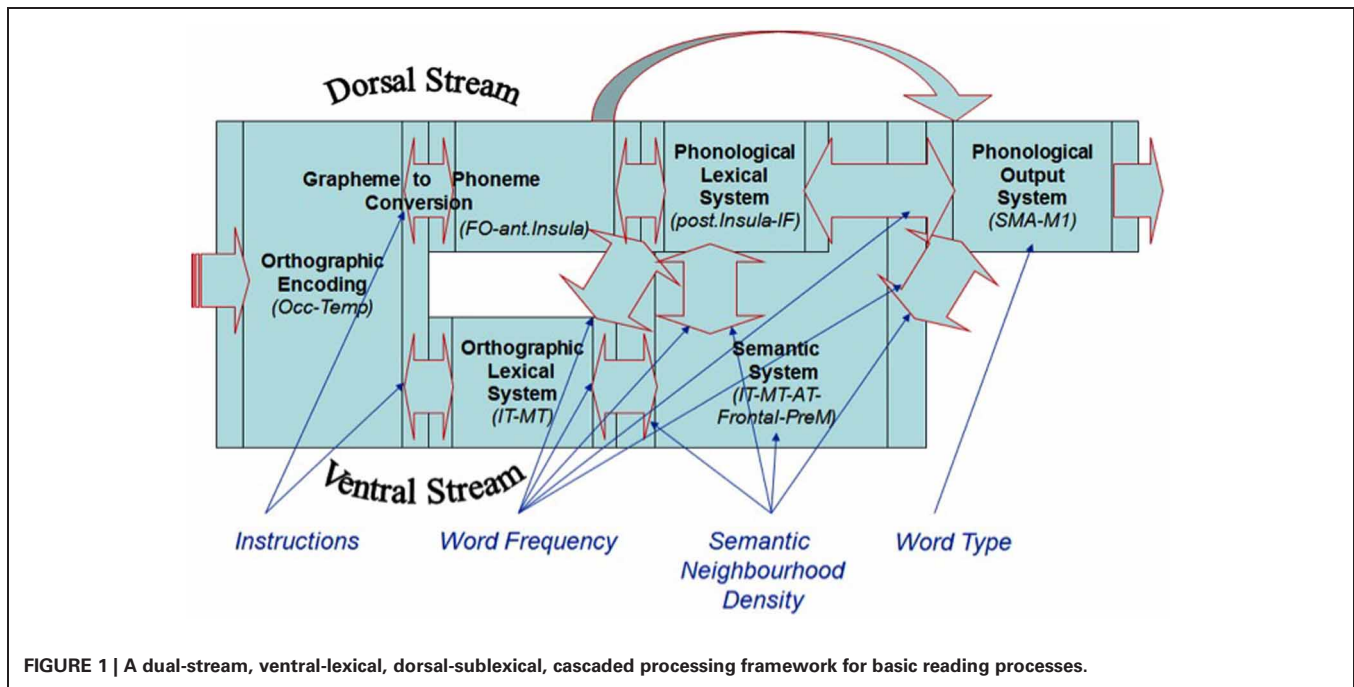 Dorsal Stream
Grapheme to Phoneme
Conversion
(FO-ant.Insula)
Phonological
Lexical
System
(post.Insula-IF)
Phonological
Output
System
(SMA-M1)
Orthographic
Encoding
(Occ-Temp)
Orthographic
Lexical
System
(IT-MT)
Semantic
System
(IT-MT-AT-
Frontal-PreM)
Ventral Stream
Instructions
Word Frequency
Semantic
Neighbourhood
Density
Word Type
FIGURE 1 | A dual-stream, ventral-lexical, dorsal-sublexical, cascaded processing framework for basic reading processes.